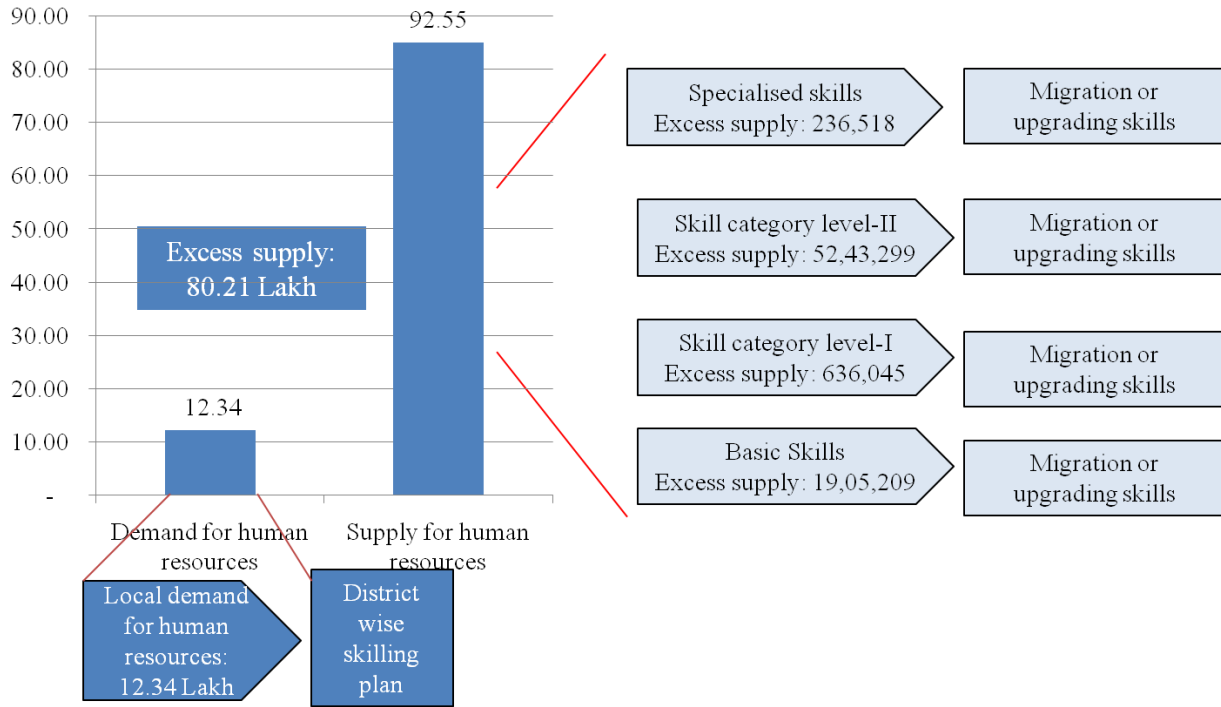 90.00
80.00
70.00
60.00
50.00
40.00
30.00
20.00
10.00
-
92.55
12.34
Excess supply:
80.21 Lakh
Demand for human
resources
Supply for human
resources
Local demand
for human
resources:
12.34 Lakh
District
wise
skilling
plan
Specialised skills
Excess supply: 236,518
Migration or
upgrading skills
Skill category level-II
Excess supply: 52,43,299
Migration or
upgrading skills
Skill category level-I
Excess supply: 636,045
Migration or
upgrading skills
Basic Skills
Excess supply: 19,05,209
Migration or
upgrading skills